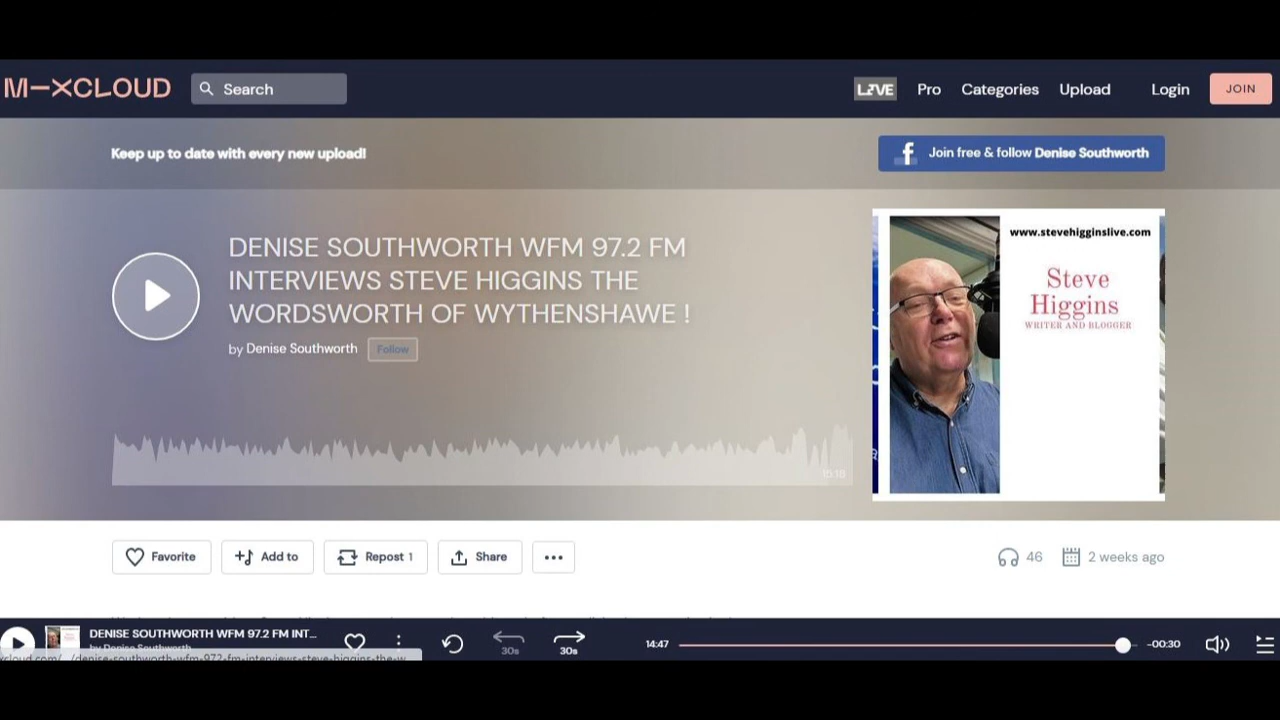 M-XCLOUD
Search
LIVE
Pro
Categories
Upload
Login
JOIN
Keep up to date with every new upload!
Join free & follow Denise Southworth
DENISE SOUTHWORTH WFM 97.2 FM
INTERVIEWS STEVE HIGGINS THE
WORDSWORTH OF WYTHENSHAWE !
by Denise Southworth
Follow
www.stevehigginslive.com
Steve
Higgins
WRITER AND BLOGGER
Favorite
Add to
Repost 1
Share
46
2 weeks ago
DENISE SOUTHWORTH WFM 97.2 FM INT...
by Denise Southworth
30s
30s
14:47
-00:30